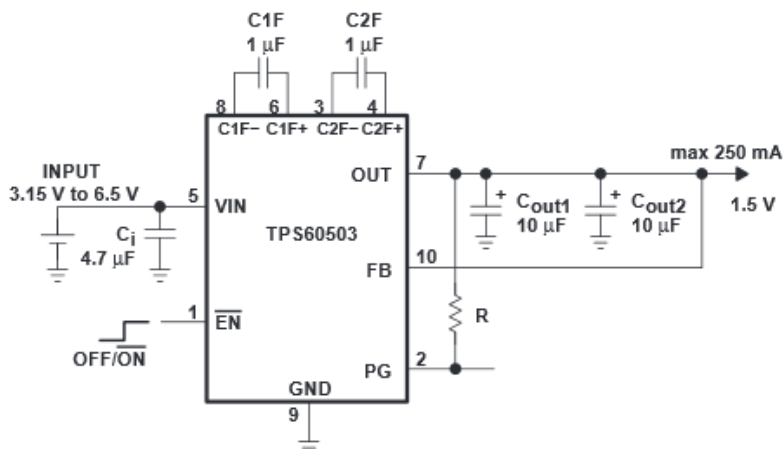 C1F
1 µF
C2F
1 µF
8
6
3
4
C1F− C1F+ C2F− C2F+
INPUT
3.15 V to 6.5 V
5
VIN
OUT
7
max 250 mA
1.5 V
Ci
4.7 µF
TPS60503
+
Cout1
10 µF
+
Cout2
10 µF
FB
10
R
1
EN
OFF/ON
PG
2
GND
9